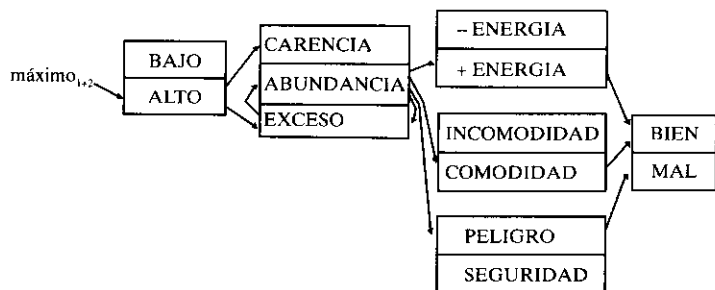 máximo1+2
BAJO
ALTO
CARENCIA
ABUNDANCIA
EXCESO
– ENERGIA
+ ENERGIA
INCOMODIDAD
COMODIDAD
PELIGRO
SEGURIDAD
BIEN
MAL